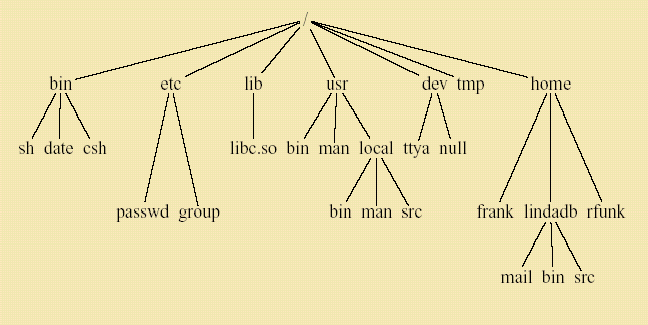 /
bin etc lib usr dev tmp home
sh date csh libc.so bin man local ttya null
passwd group bin man src frank lindadb rfunk
mail bin src